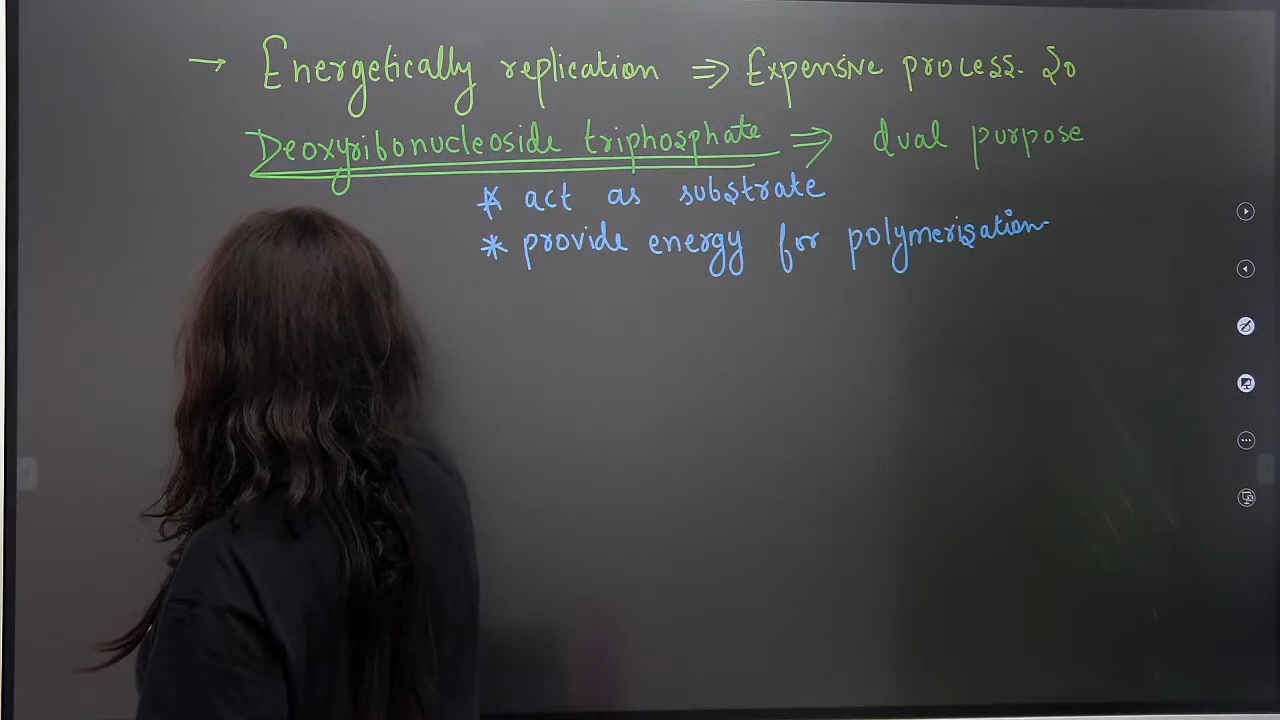 → Energetically replication ⇒ Expensive process. So
Deoxyribonucleoside triphosphate ⇒ dual purpose
* act as substrate
* provide energy for polymerisation.